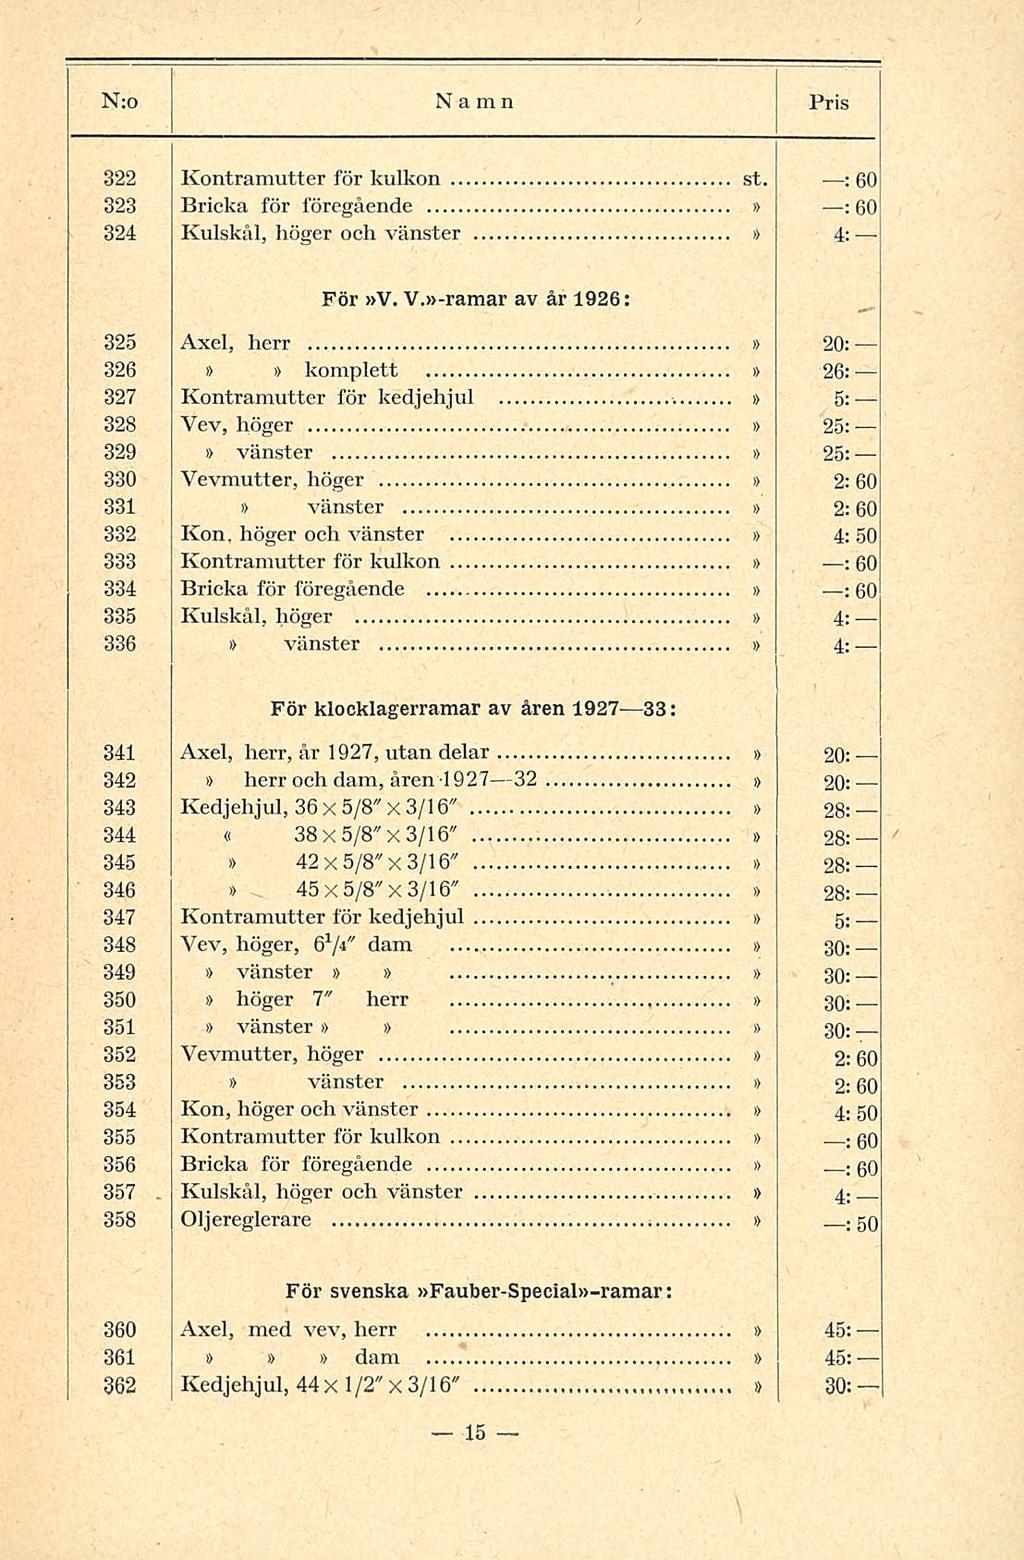 N:o Namn Pris
322 Kontramutter för kulkon ........ st. —: 60
323 Bricka för föregående ........ » —: 60
324 Kulskål, höger och vänster ........ » 4: —
För »V. V.»-ramar av år 1926:
325 Axel, herr ........ » 20: —
326 » » komplett ........ » 26: —
327 Kontramutter för kedjehjul ........ » 5: —
328 Vev, höger ........ » 25: —
329 » vänster ........ » 25: —
330 Vevmutter, höger ........ » 2: 60
331 » vänster ........ » 2: 60
332 Kon, höger och vänster ........ » 4: 50
333 Kontramutter för kulkon ........ » —: 60
334 Bricka för föregående ........ » —: 60
335 Kulskål, höger ........ » 4: —
336 » vänster ........ » 4: —
För klocklagerramar av åren 1927—33:
341 Axel, herr, år 1927, utan delar ........ » 20: —
342 » herr och dam, åren 1927—32 ........ » 20: —
343 Kedjehjul, 36 × 5/8″ × 3/16″ ........ » 28: —
344 « 38 × 5/8″ × 3/16″ ........ » 28: —
345 » 42 × 5/8″ × 3/16″ ........ » 28: —
346 » 45 × 5/8″ × 3/16″ ........ » 28: —
347 Kontramutter för kedjehjul ........ » 5: —
348 Vev, höger, 6¹/₄″ dam ........ » 30: —
349 » vänster » » ........ » 30: —
350 » höger 7″ herr ........ » 30: —
351 » vänster » » ........ » 30: —
352 Vevmutter, höger ........ » 2: 60
353 » vänster ........ » 2: 60
354 Kon, höger och vänster ........ » 4: 50
355 Kontramutter för kulkon ........ » —: 60
356 Bricka för föregående ........ » —: 60
357 Kulskål, höger och vänster ........ » 4: —
358 Oljereglerare ........ » —: 50
För svenska »Fauber-Special»-ramar:
360 Axel, med vev, herr ........ » 45: —
361 » » » dam ........ » 45: —
362 Kedjehjul, 44 × 1/2″ × 3/16″ ........ » 30: —
— 15 —